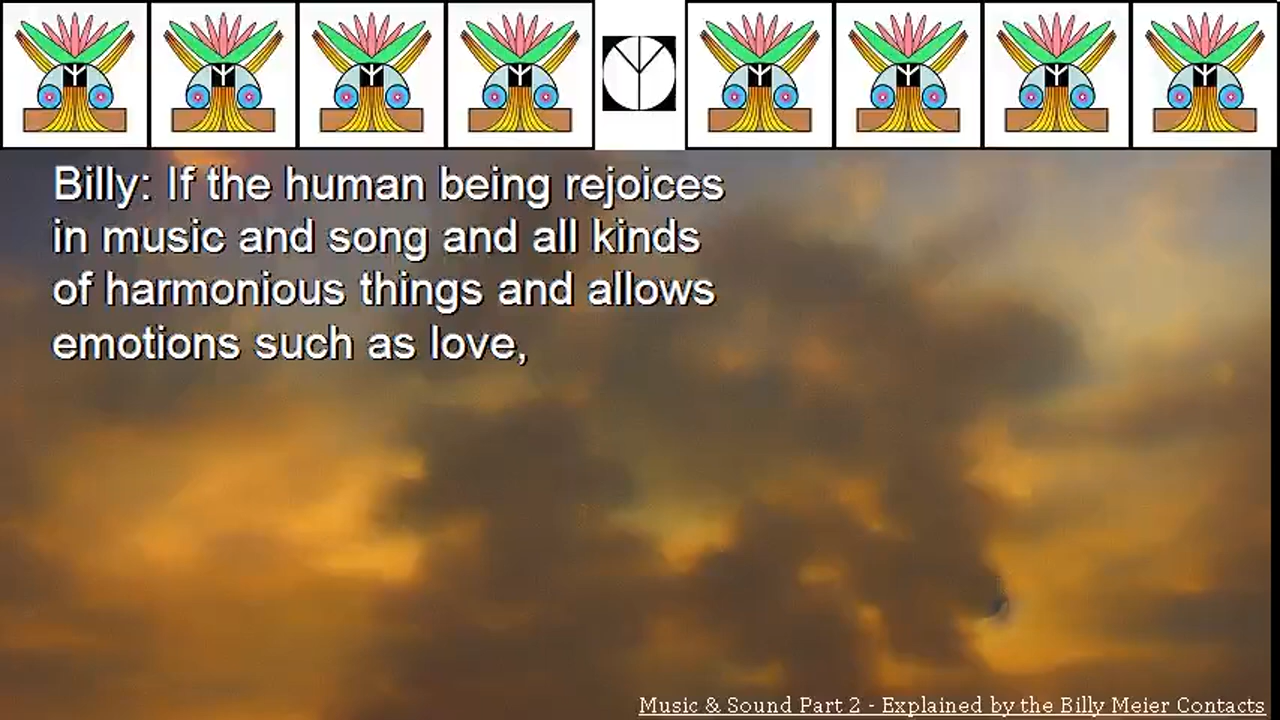 Billy: If the human being rejoices
in music and song and all kinds
of harmonious things and allows
emotions such as love,
Music & Sound Part 2 - Explained by the Billy Meier Contacts